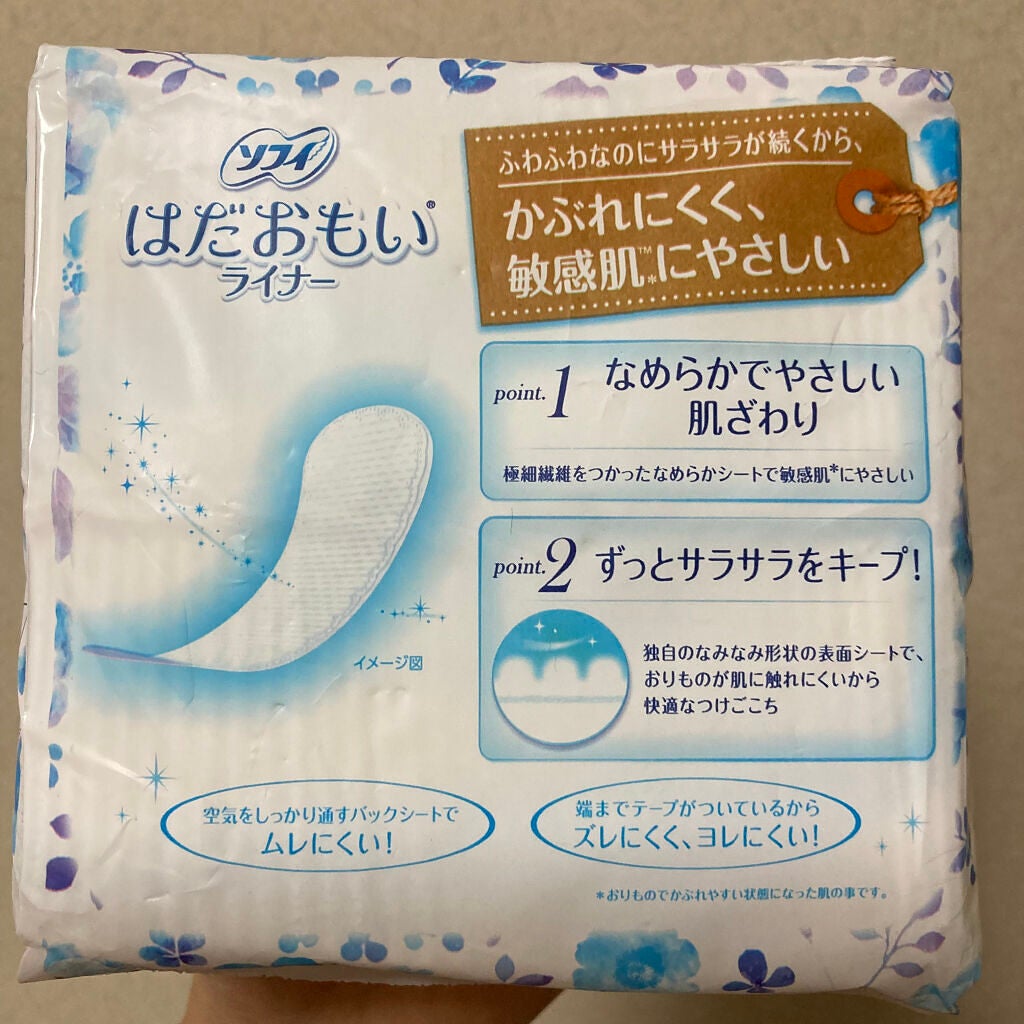 ソフィ
はだおもい®
ライナー
ふわふわなのにサラサラが続くから、
かぶれにくく、
敏感肌™*にやさしい
point.1 なめらかでやさしい
肌ざわり
極細繊維をつかったなめらかシートで敏感肌*にやさしい
point.2 ずっとサラサラをキープ!
独自のなみなみ形状の表面シートで、
おりものが肌に触れにくいから
快適なつけごこち
イメージ図
空気をしっかり通すバックシートで
ムレにくい!
端までテープがついているから
ズレにくく、ヨレにくい!
*おりものでかぶれやすい状態になった肌の事です。